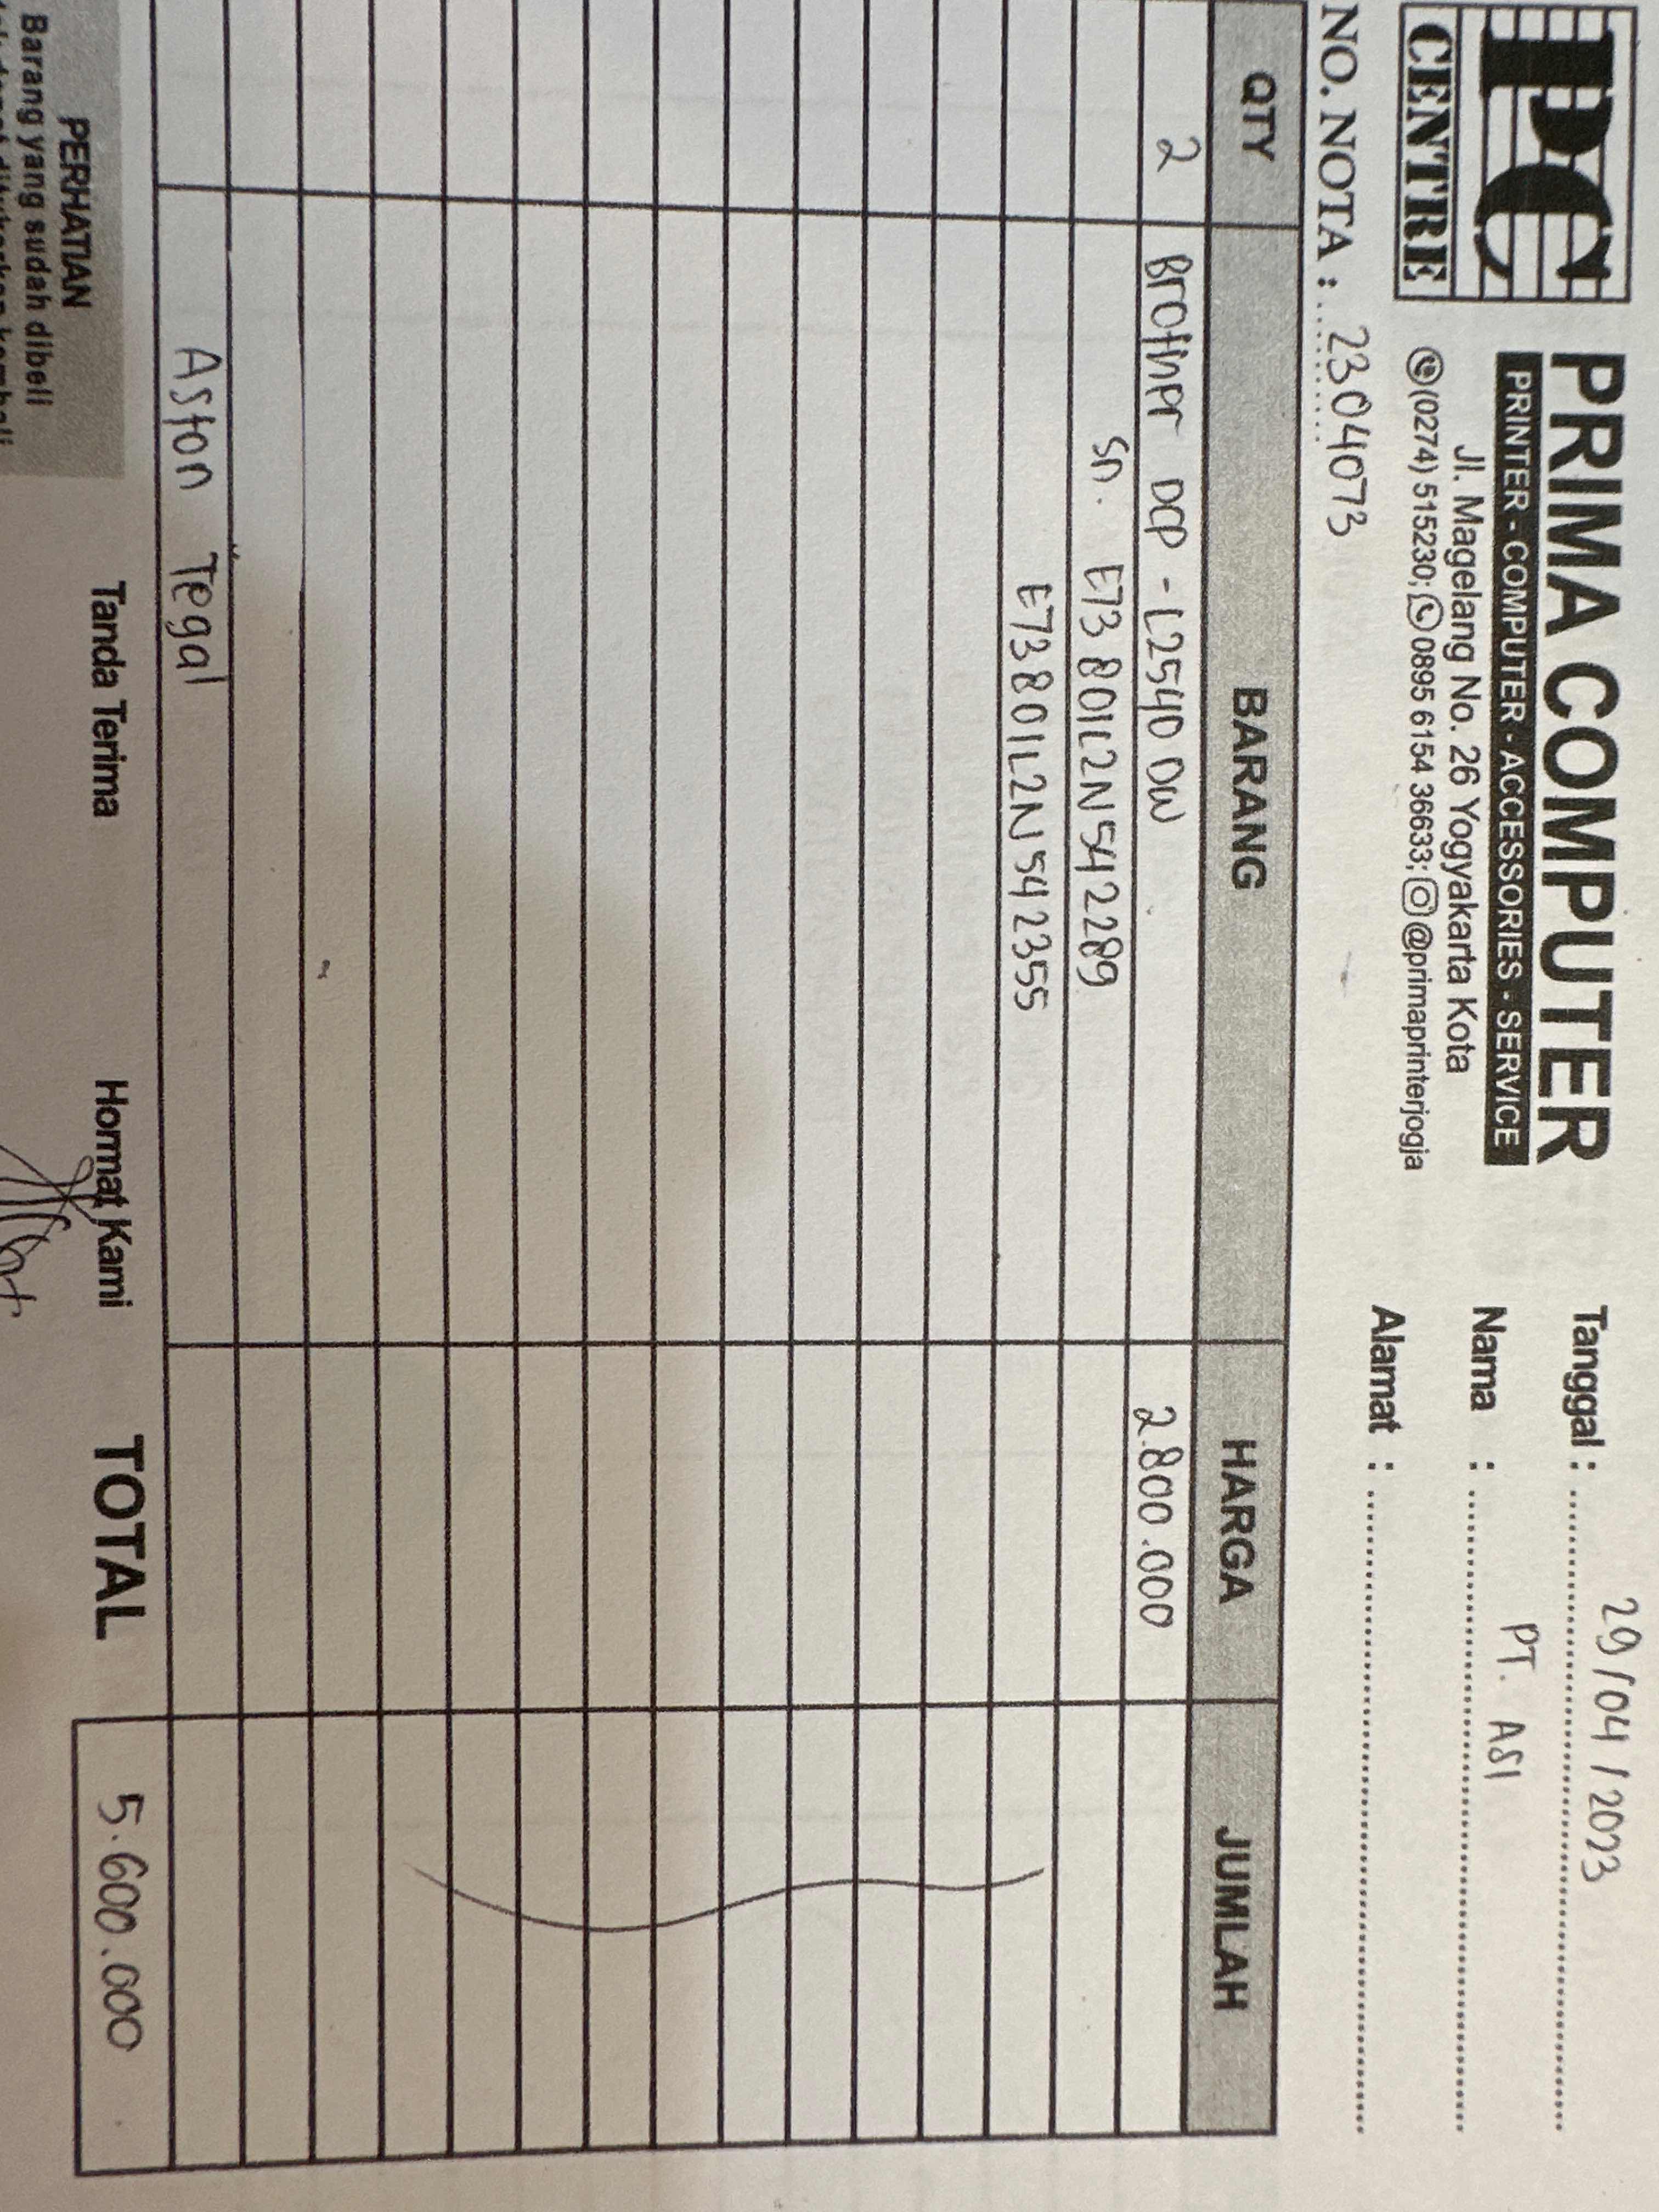 PC
CENTRE
PRIMA COMPUTER
PRINTER - COMPUTER - ACCESSORIES - SERVICE
Jl. Magelang No. 26 Yogyakarta Kota
(0274) 515230; 0895 6154 36633; @primaprinterjogja
Tanggal : 29/04/2023
Nama : PT. ASI
Alamat :
NO. NOTA : 2304073
QTY BARANG HARGA JUMLAH
2 Brother DCP - L2540 DW 2.800.000
Sn. E73801L2N542289
E73801L2N542355
Aston Tegal
PERHATIAN
Barang yang sudah dibeli
Tanda Terima
Hormat Kami
TOTAL 5.600.000